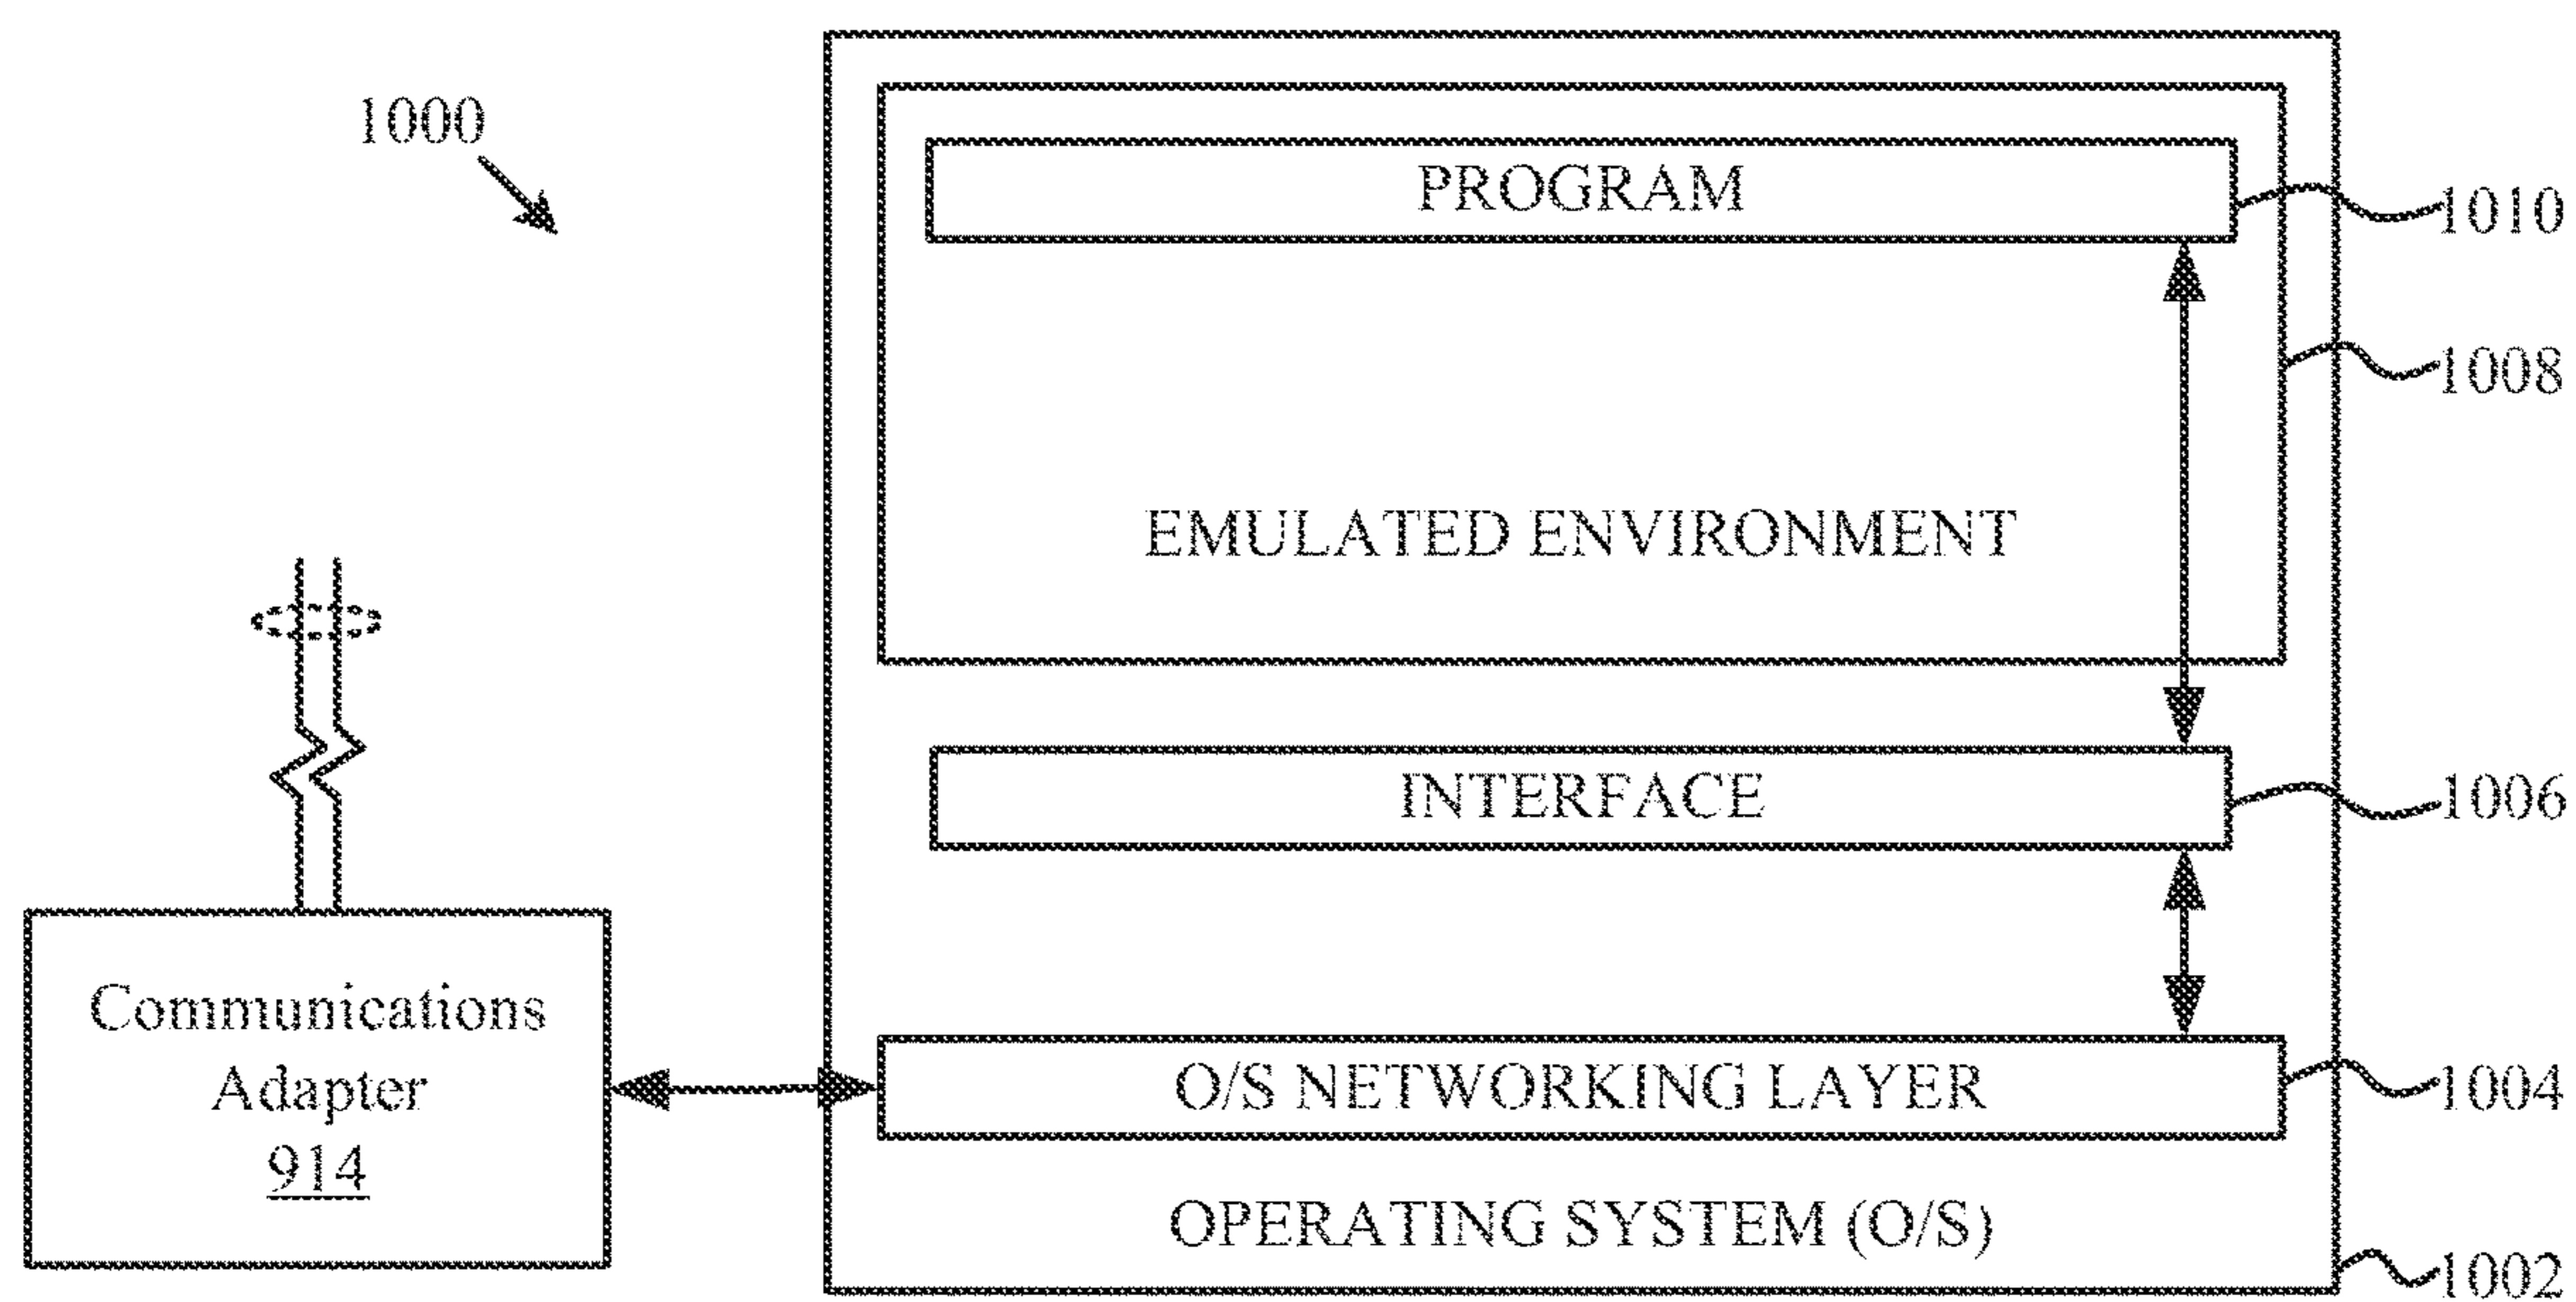 1000
PROGRAM
1010
1008
EMULATED ENVIRONMENT
INTERFACE
1006
Communications
Adapter
914
O/S NETWORKING LAYER
1004
OPERATING SYSTEM (O/S)
1002